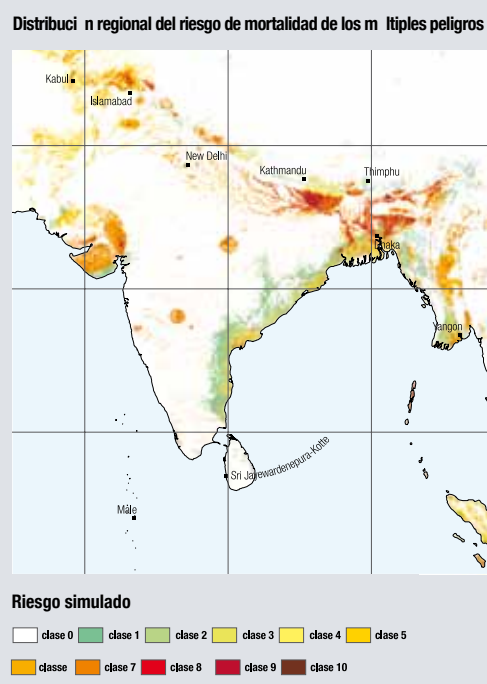 Distribuci n regional del riesgo de mortalidad de los m ltiples peligros
Kabul
Islamabad
New Delhi
Kathmandu
Thimphu
Dhaka
Yangon
Sri Jayewardenepura-Kotte
Male
Riesgo simulado
clase 0 clase 1 clase 2 clase 3 clase 4 clase 5
classe clase 7 clase 8 clase 9 clase 10